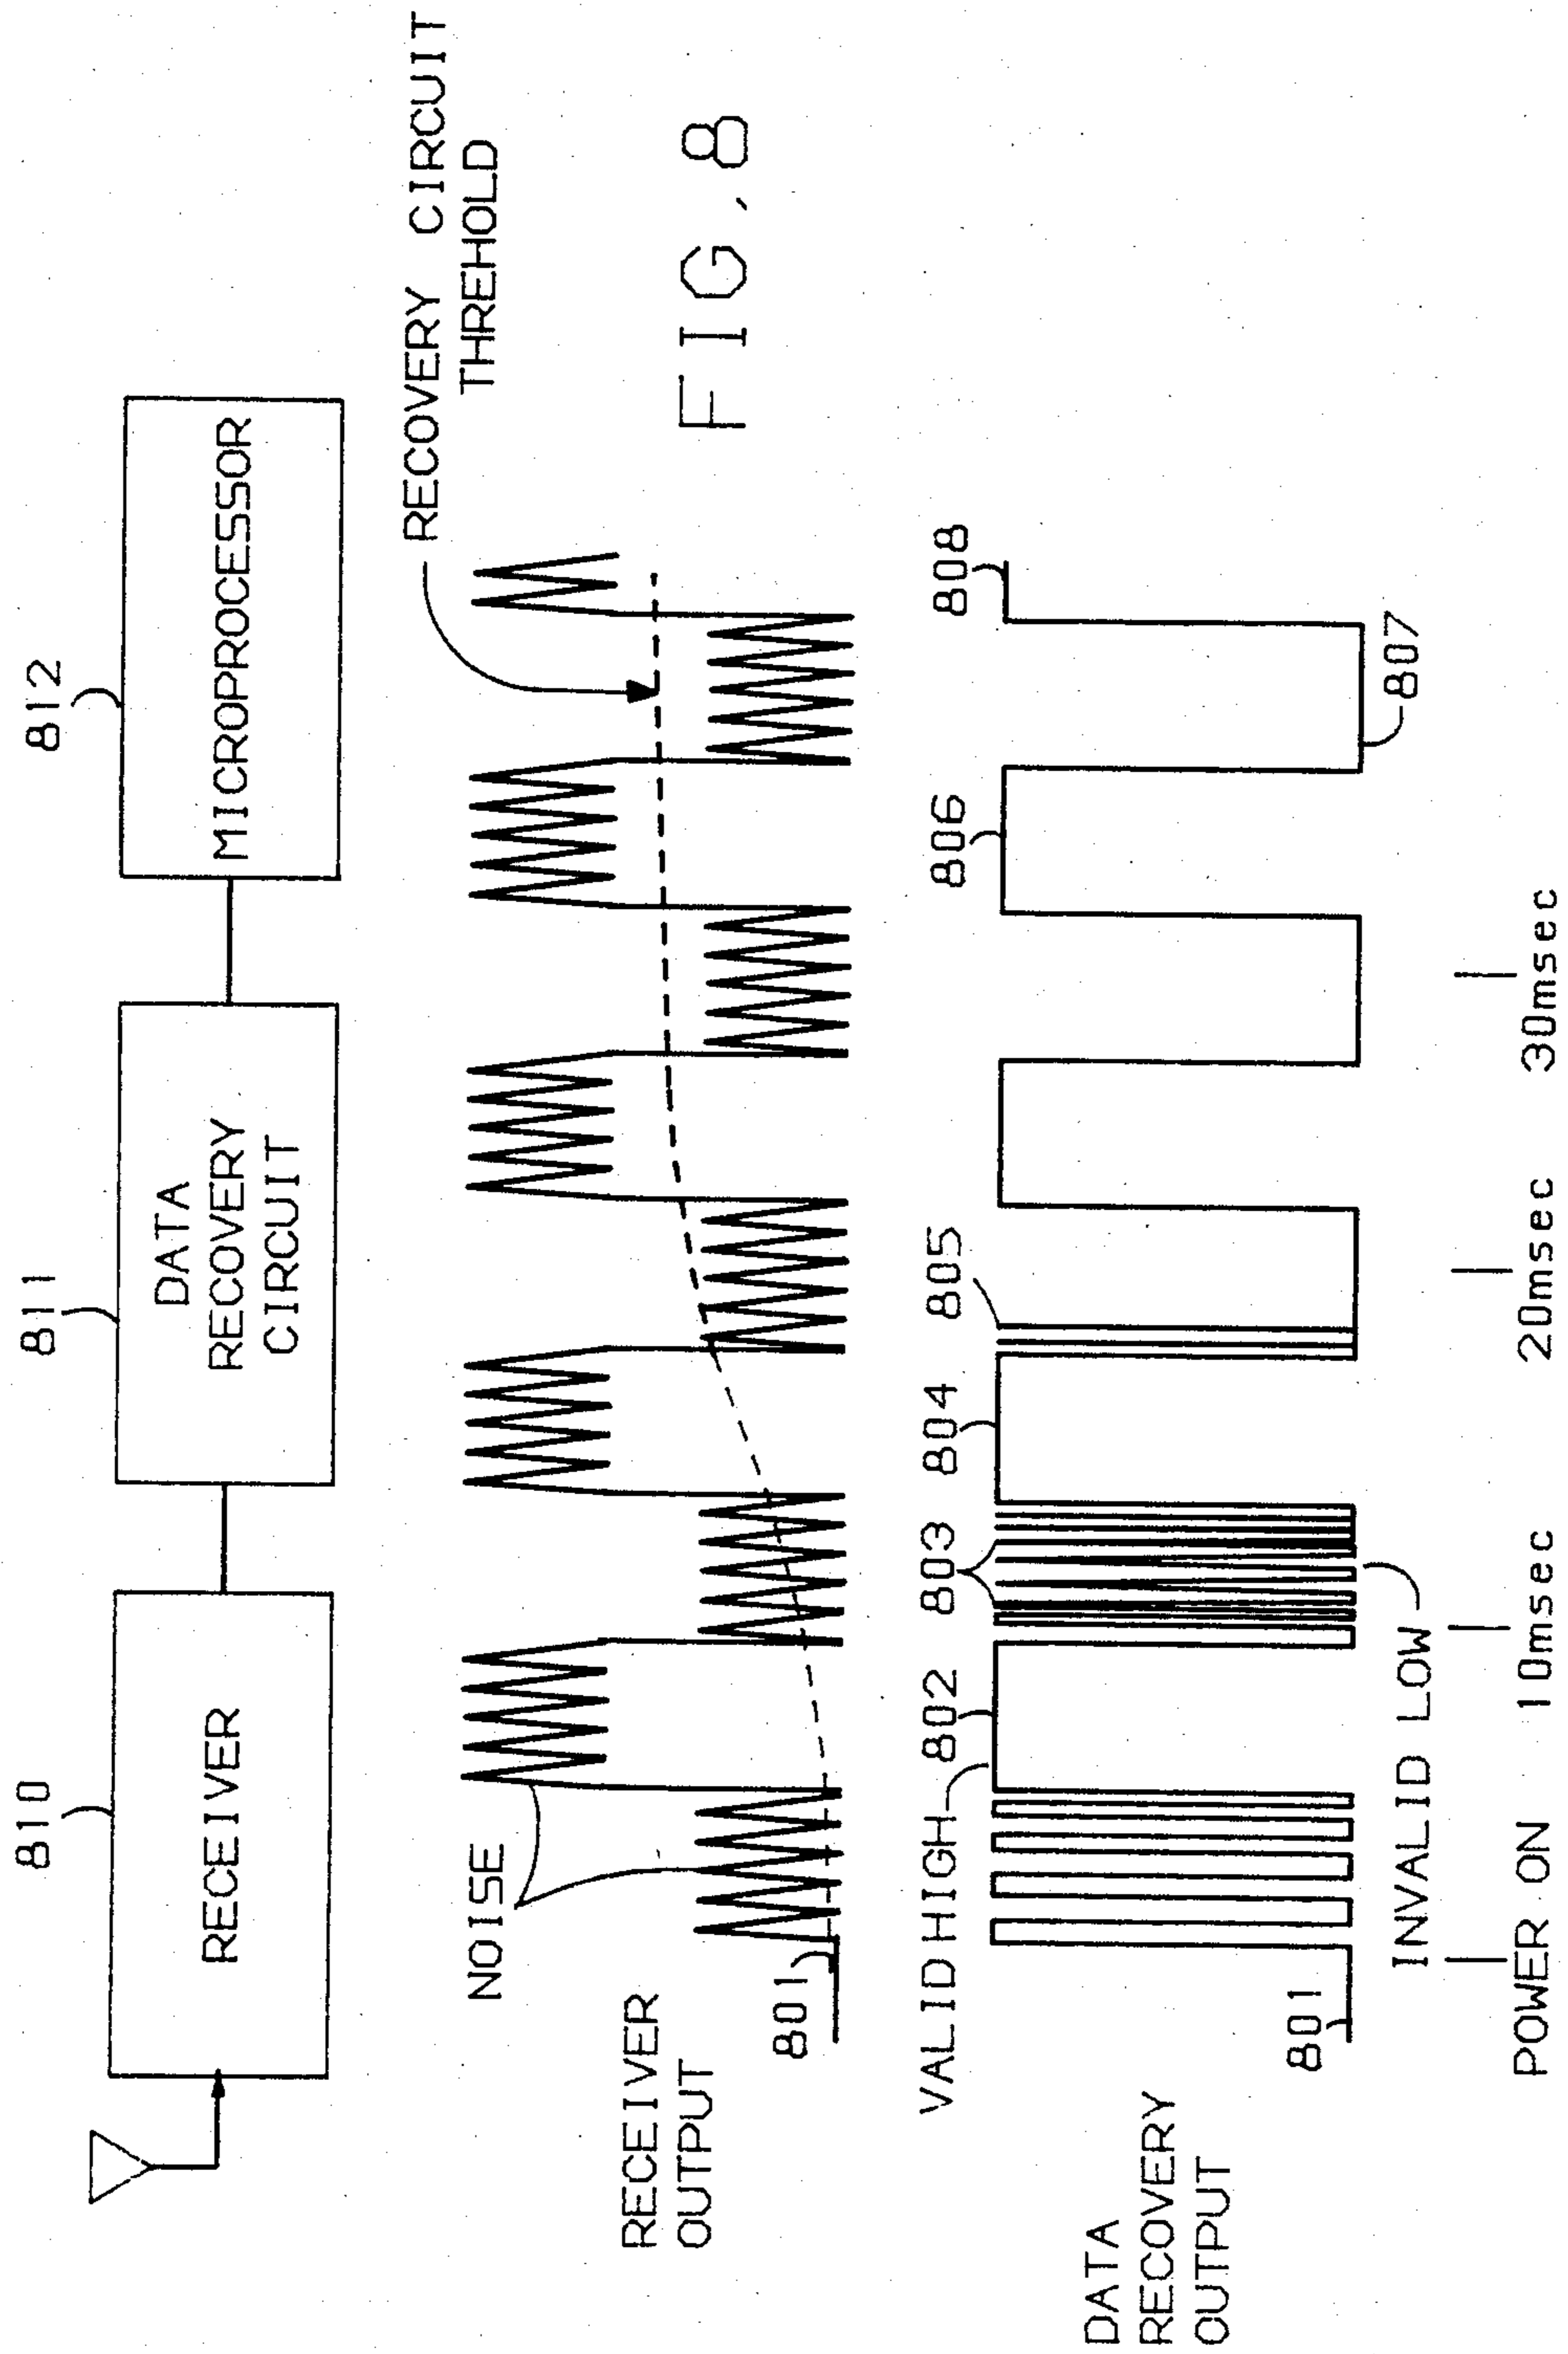 810
811
812
RECEIVER
DATA
RECOVERY
CIRCUIT
MICROPROCESSOR
RECOVERY CIRCUIT
THREHOLD
NOISE
RECEIVER
OUTPUT
801
FIG. 8
VALID HIGH
802
803
804
805
806
808
DATA
RECOVERY
OUTPUT
801
INVALID LOW
807
POWER ON
10msec
20msec
30msec